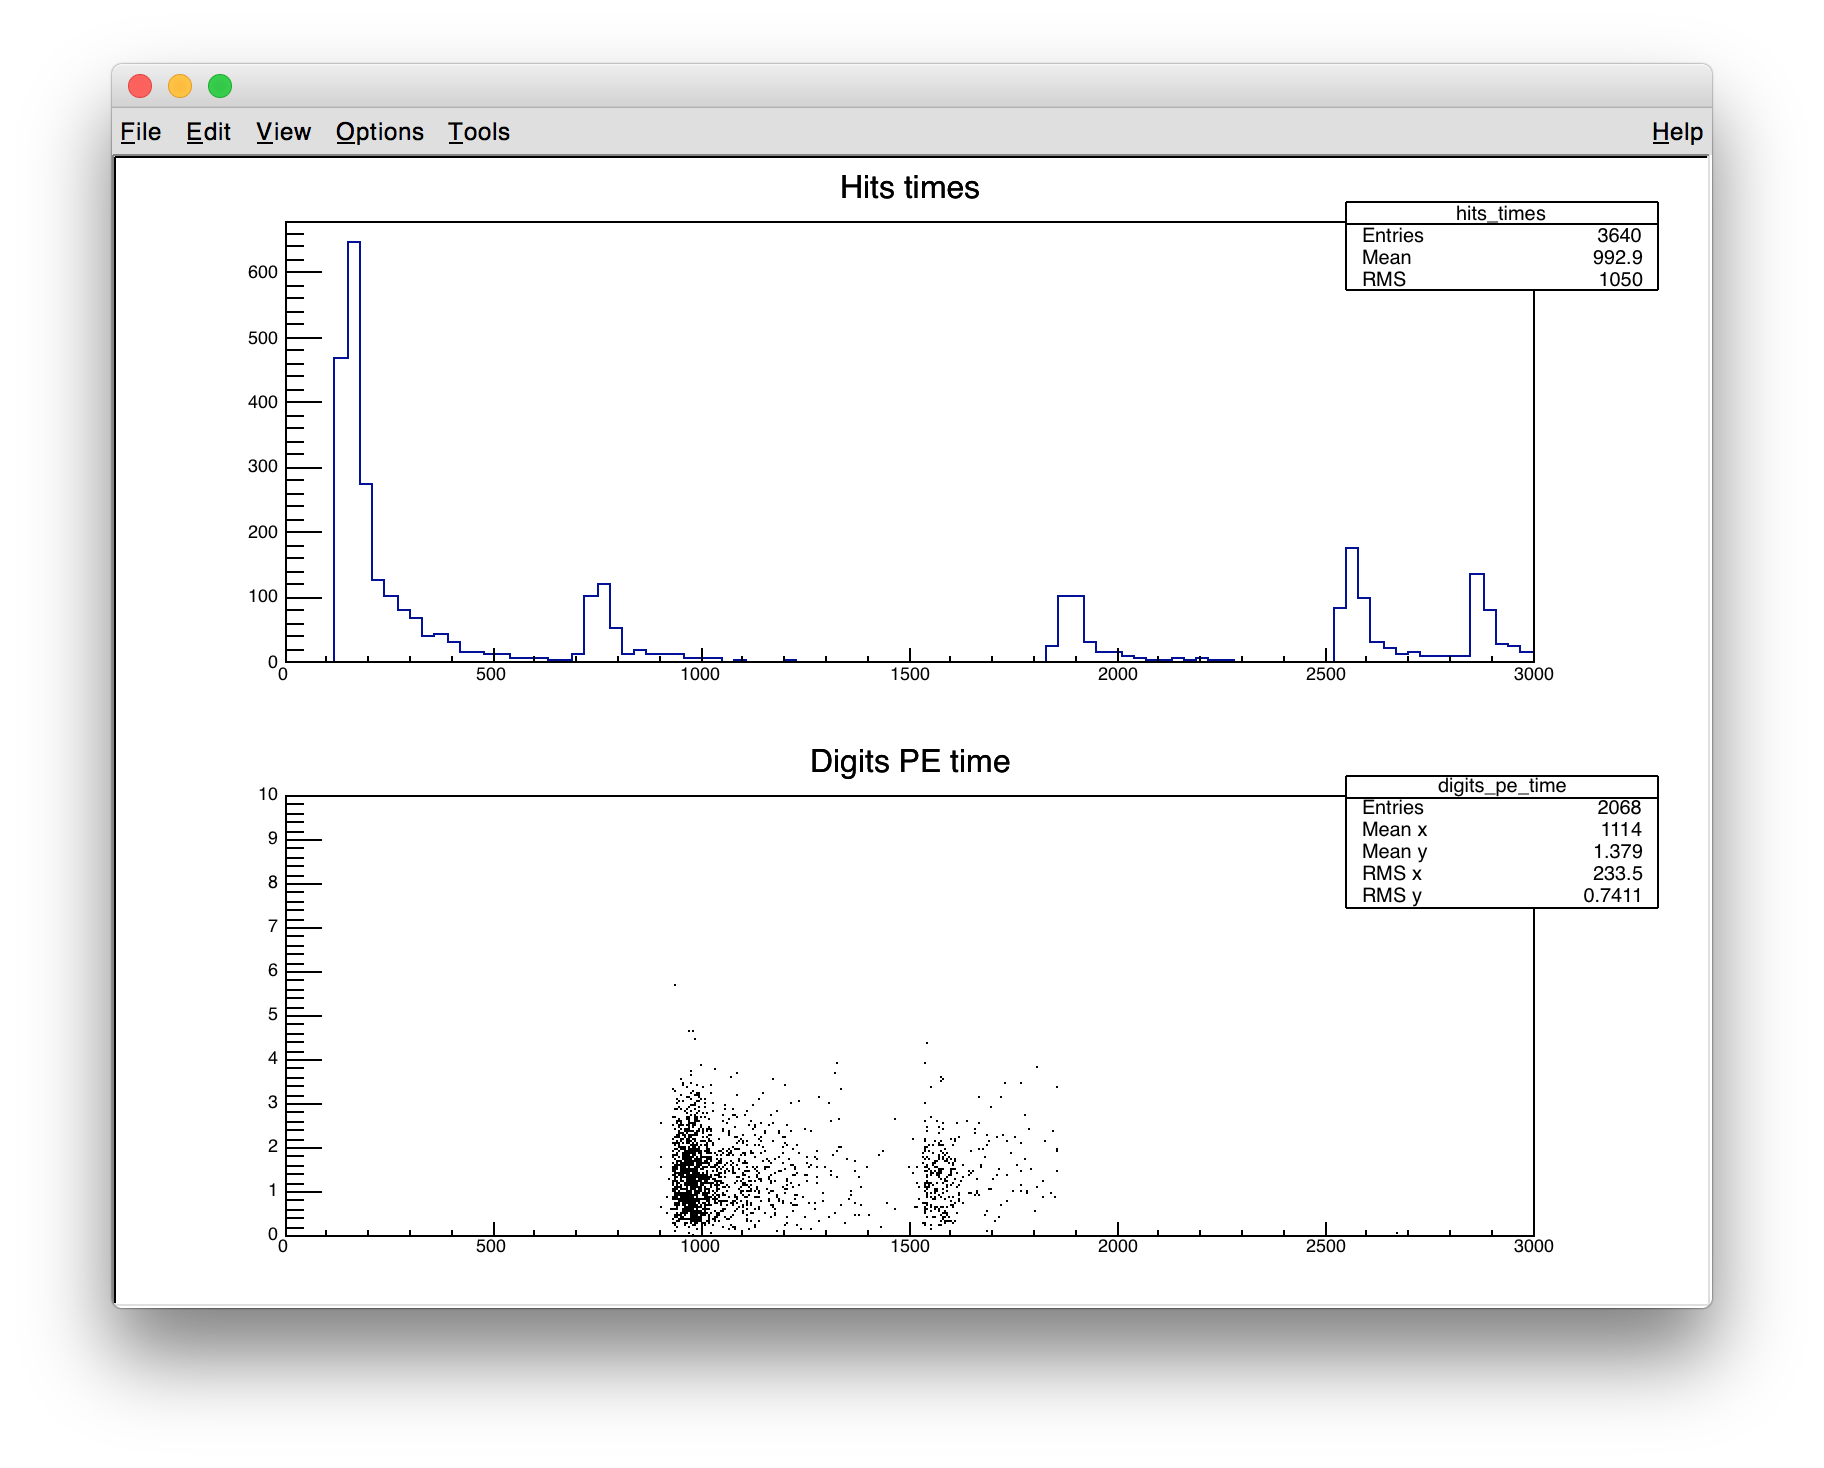 File Edit View Options Tools Help
Hits times
hits_times
Entries 3640
Mean 992.9
RMS 1050
600
500
400
300
200
100
0
0 500 1000 1500 2000 2500 3000
Digits PE time
digits_pe_time
Entries 2068
Mean x 1114
Mean y 1.379
RMS x 233.5
RMS y 0.7411
10
9
8
7
6
5
4
3
2
1
0
0 500 1000 1500 2000 2500 3000